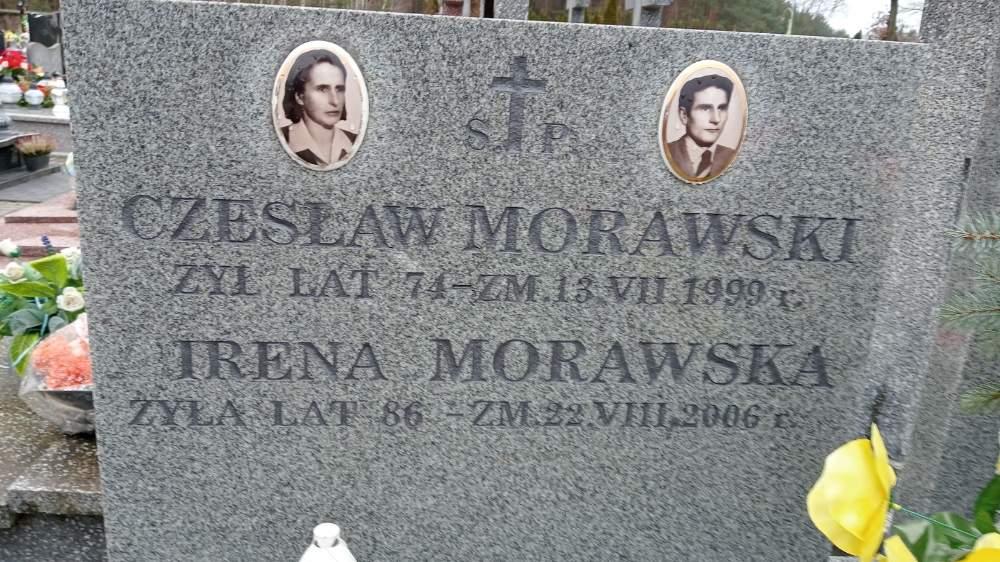 Ś.P.
CZESŁAW MORAWSKI
ŻYŁ LAT 74-ZM.13.VII.1999 r.
IRENA MORAWSKA
ŻYŁA LAT 86-ZM.22.VIII.2006 r.